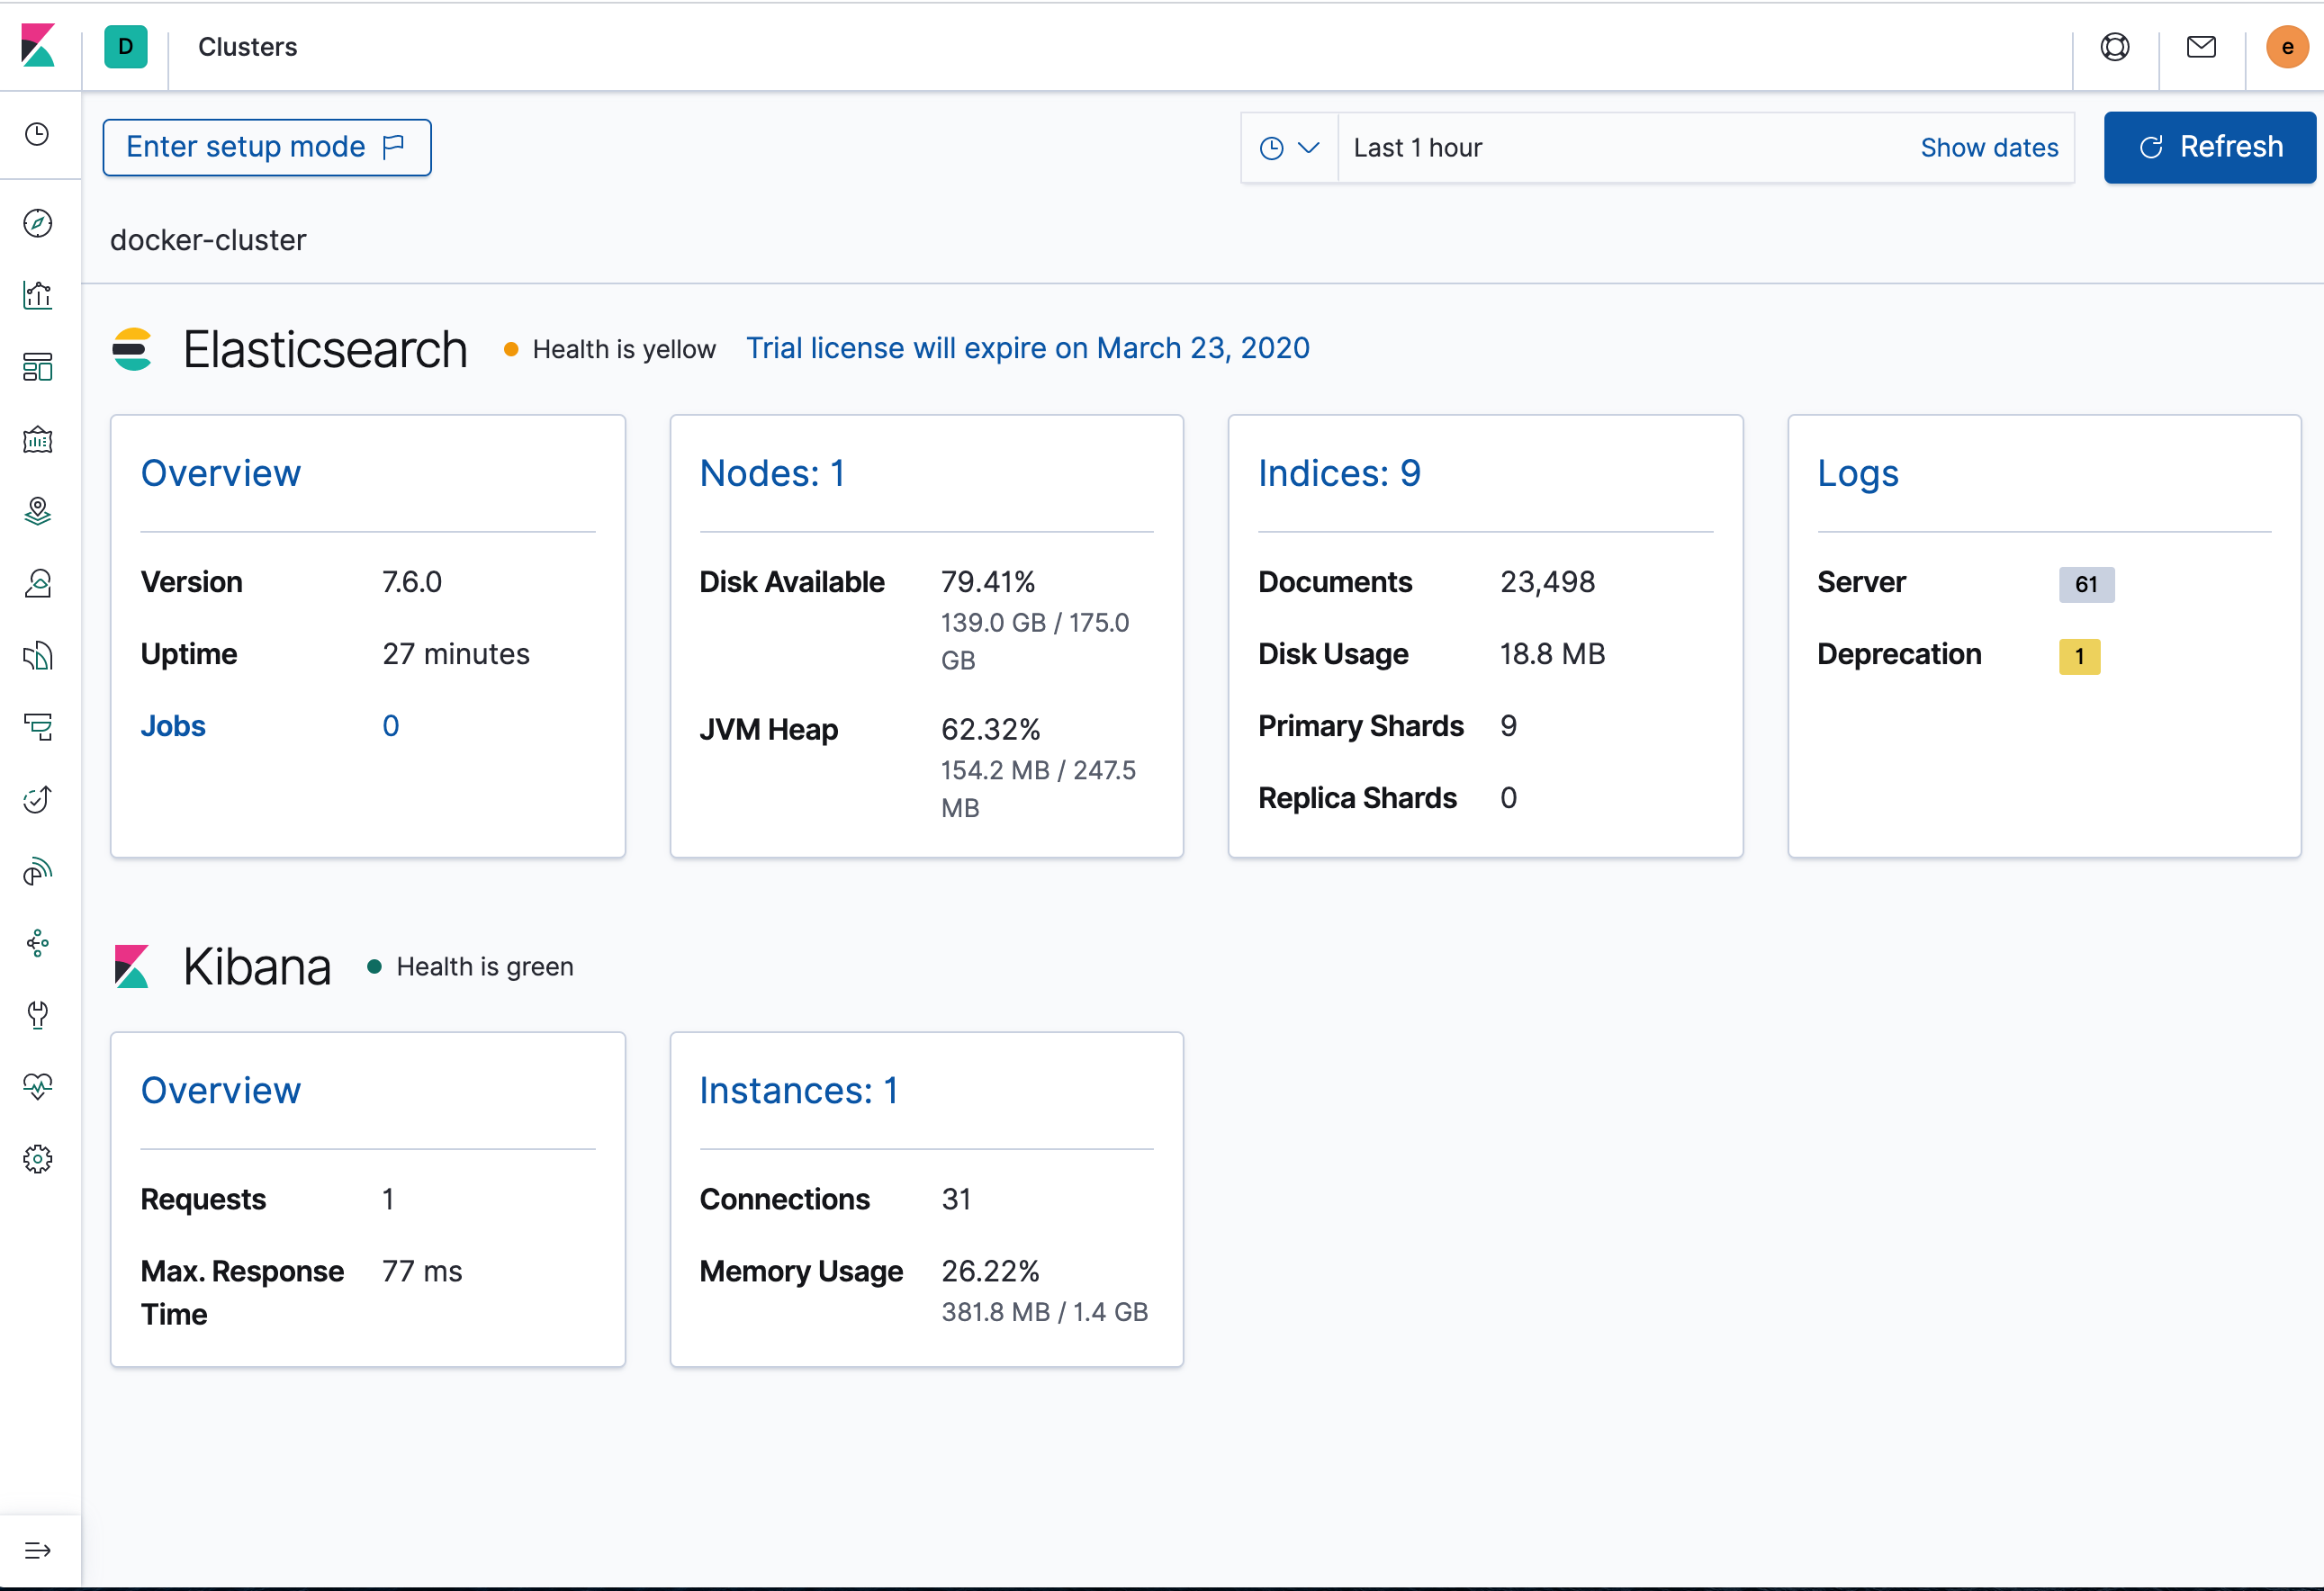 D
Clusters
e
Enter setup mode
Last 1 hour
Show dates
Refresh
docker-cluster
Elasticsearch
Health is yellow
Trial license will expire on March 23, 2020
Overview
Version 7.6.0
Uptime 27 minutes
Jobs 0
Nodes: 1
Disk Available 79.41%
139.0 GB / 175.0
GB
JVM Heap 62.32%
154.2 MB / 247.5
MB
Indices: 9
Documents 23,498
Disk Usage 18.8 MB
Primary Shards 9
Replica Shards 0
Logs
Server 61
Deprecation 1
Kibana
Health is green
Overview
Requests 1
Max. Response 77 ms
Time
Instances: 1
Connections 31
Memory Usage 26.22%
381.8 MB / 1.4 GB